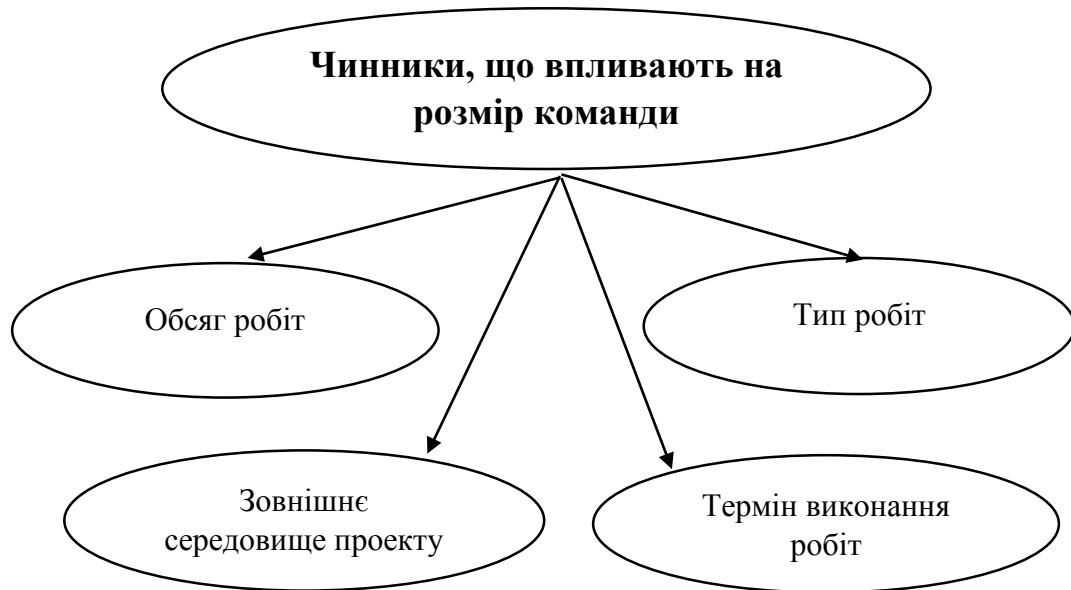 Чинники, що впливають на
розмір команди
Обсяг робіт
Тип робіт
Зовнішнє
середовище проекту
Термін виконання
робіт